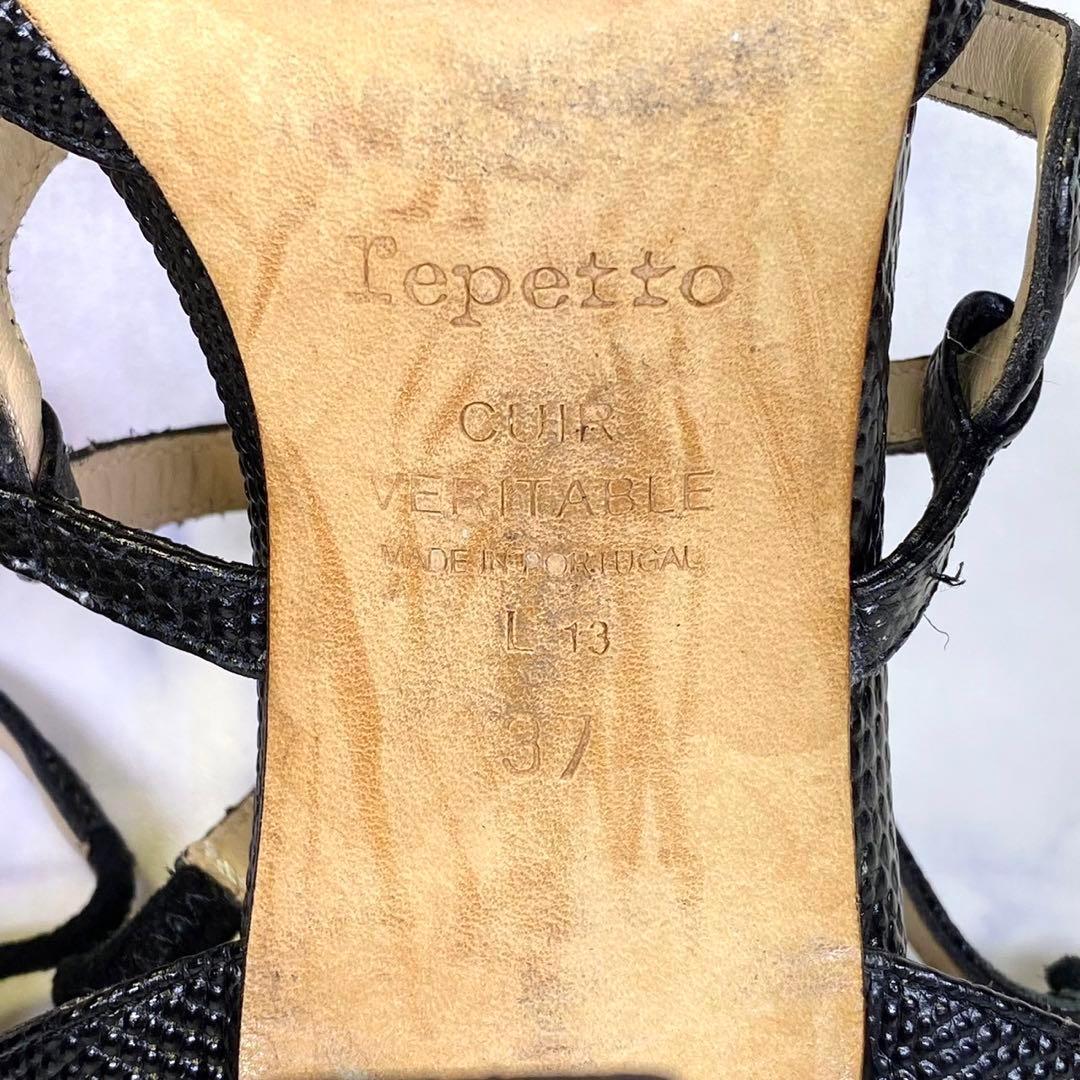 repetto
CUIR
VERITABLE
MADE IN PORTUGAL
L 13
37